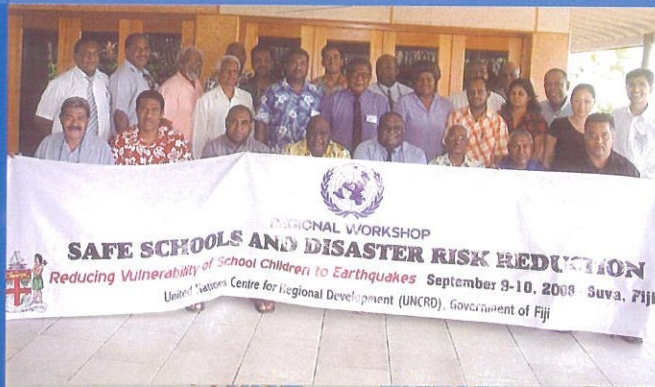 REGIONAL WORKSHOP
SAFE SCHOOLS AND DISASTER RISK REDUCTION
Reducing Vulnerability of School Children to Earthquakes September 9-10, 2008 - Suva, Fiji
United Nations Centre for Regional Development (UNCRD), Government of Fiji